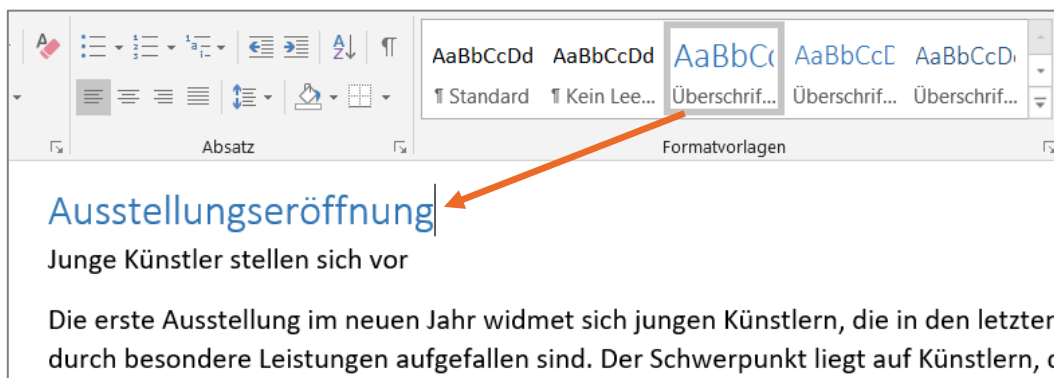 AaBbCcDd AaBbCcDd AaBbC AaBbCcD AaBbCcD
¶ Standard ¶ Kein Lee... Überschrif... Überschrif... Überschrif...
Absatz Formatvorlagen
Ausstellungseröffnung
Junge Künstler stellen sich vor
Die erste Ausstellung im neuen Jahr widmet sich jungen Künstlern, die in den letzten
durch besondere Leistungen aufgefallen sind. Der Schwerpunkt liegt auf Künstlern,